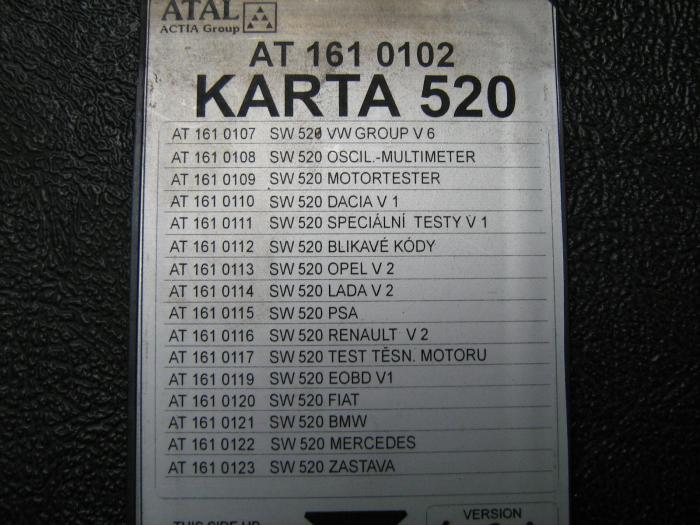 ATAL
ACTIA Group
AT 161 0102
KARTA 520
AT 161 0107 SW 520 VW GROUP V 6
AT 161 0108 SW 520 OSCIL.-MULTIMETER
AT 161 0109 SW 520 MOTORTESTER
AT 161 0110 SW 520 DACIA V 1
AT 161 0111 SW 520 SPECIÁLNÍ TESTY V 1
AT 161 0112 SW 520 BLIKAVÉ KÓDY
AT 161 0113 SW 520 OPEL V 2
AT 161 0114 SW 520 LADA V 2
AT 161 0115 SW 520 PSA
AT 161 0116 SW 520 RENAULT V 2
AT 161 0117 SW 520 TEST TĚSN. MOTORU
AT 161 0119 SW 520 EOBD V1
AT 161 0120 SW 520 FIAT
AT 161 0121 SW 520 BMW
AT 161 0122 SW 520 MERCEDES
AT 161 0123 SW 520 ZASTAVA
THIS SIDE UP
VERSION